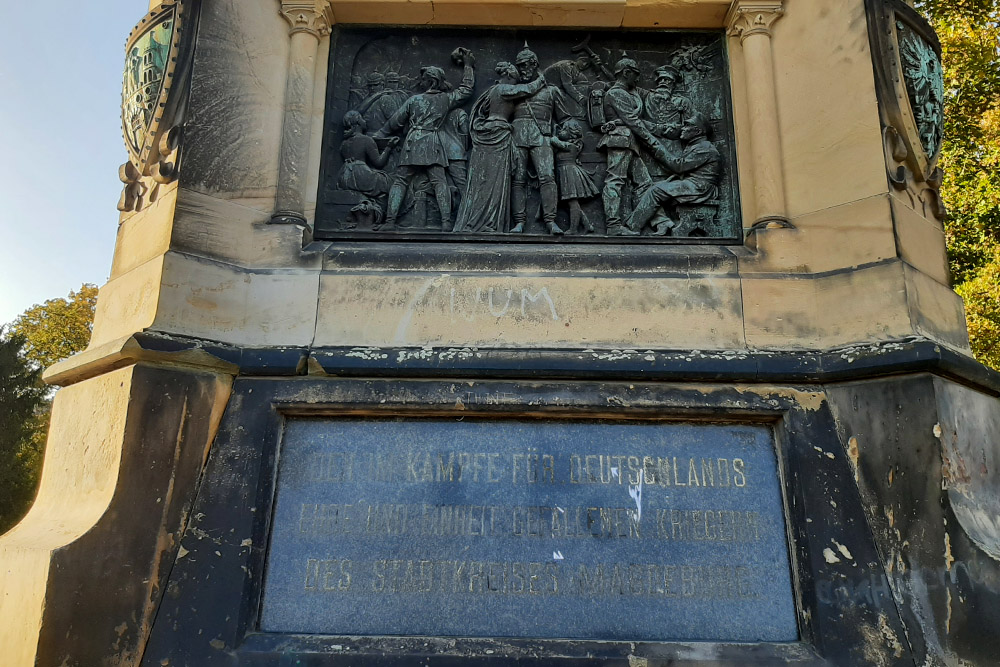 IM KAMPFE FÜR DEUTSCHLANDS
EHRE UND EINHEIT GEFALLENEN KRIEGERN
DES STADTKREISES MAGDEBURG.